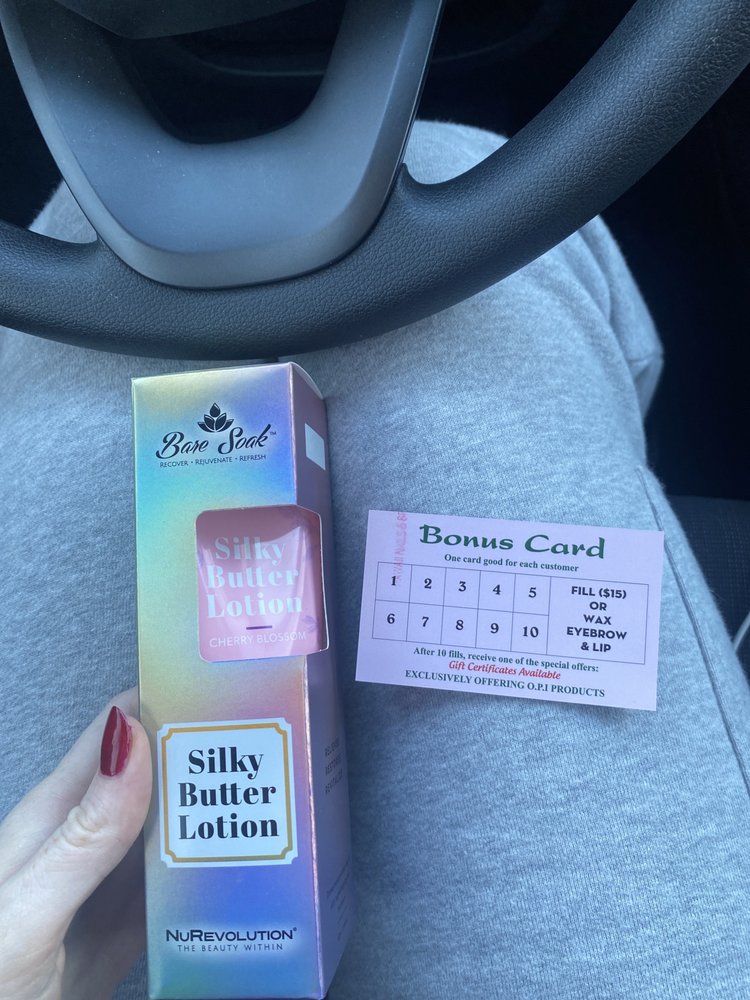 Bare Soak™
RECOVER • REJUVENATE • REFRESH
Silky
Butter
Lotion
CHERRY BLOSSOM
Silky
Butter
Lotion
NUREVOLUTION®
THE BEAUTY WITHIN
Bonus Card
One card good for each customer
1 2 3 4 5
6 7 8 9 10
FILL ($15)
OR
WAX
EYEBROW
& LIP
After 10 fills, receive one of the special offers:
Gift Certificates Available
EXCLUSIVELY OFFERING O.P.I PRODUCTS